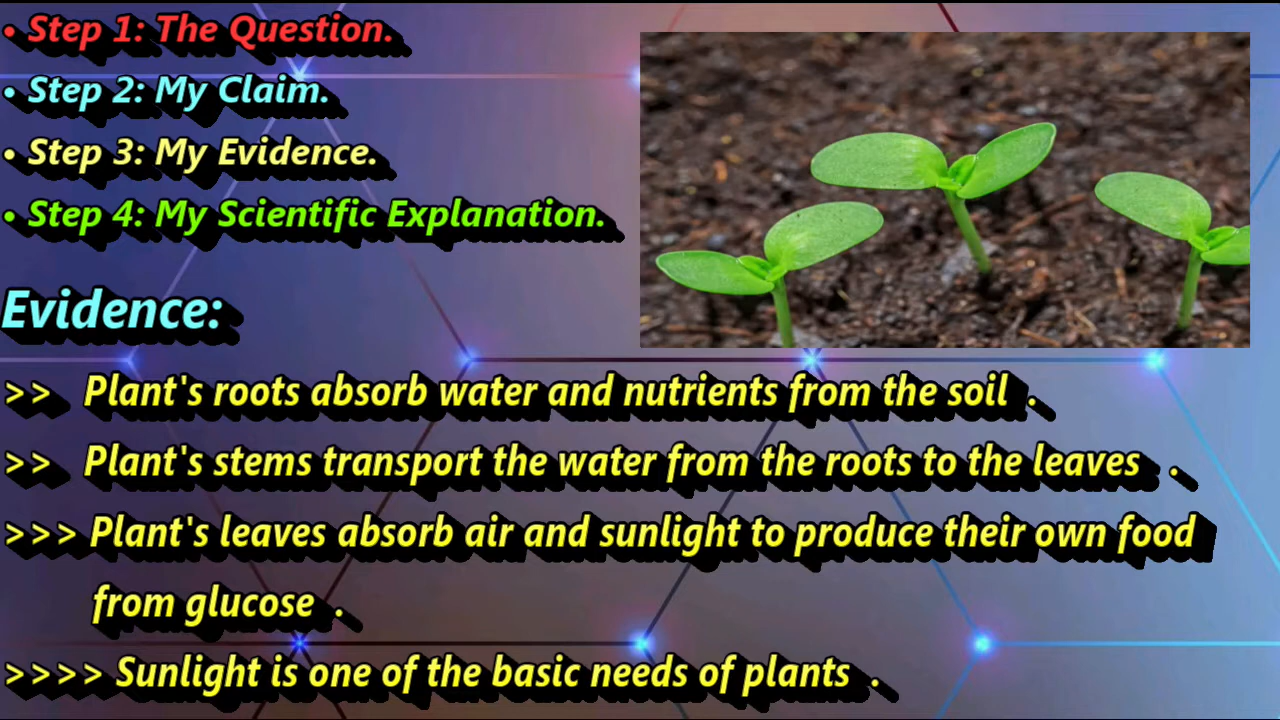 • Step 1: The Question.
• Step 2: My Claim.
• Step 3: My Evidence.
• Step 4: My Scientific Explanation.
Evidence:
>> Plant's roots absorb water and nutrients from the soil .
>> Plant's stems transport the water from the roots to the leaves .
>>> Plant's leaves absorb air and sunlight to produce their own food
from glucose .
>>>> Sunlight is one of the basic needs of plants .